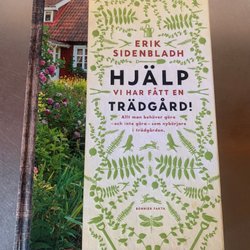 ERIK
SIDENBLADH
HJÄLP
VI HAR FÅTT EN
TRÄDGÅRD!
Allt man behöver göra
– och inte göra – som nybörjare
i trädgården.
BONNIER FAKTA